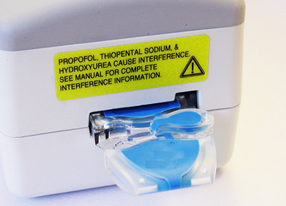 PROPOFOL, THIOPENTAL SODIUM, &
HYDROXYUREA CAUSE INTERFERENCE
SEE MANUAL FOR COMPLETE
INTERFERENCE INFORMATION.